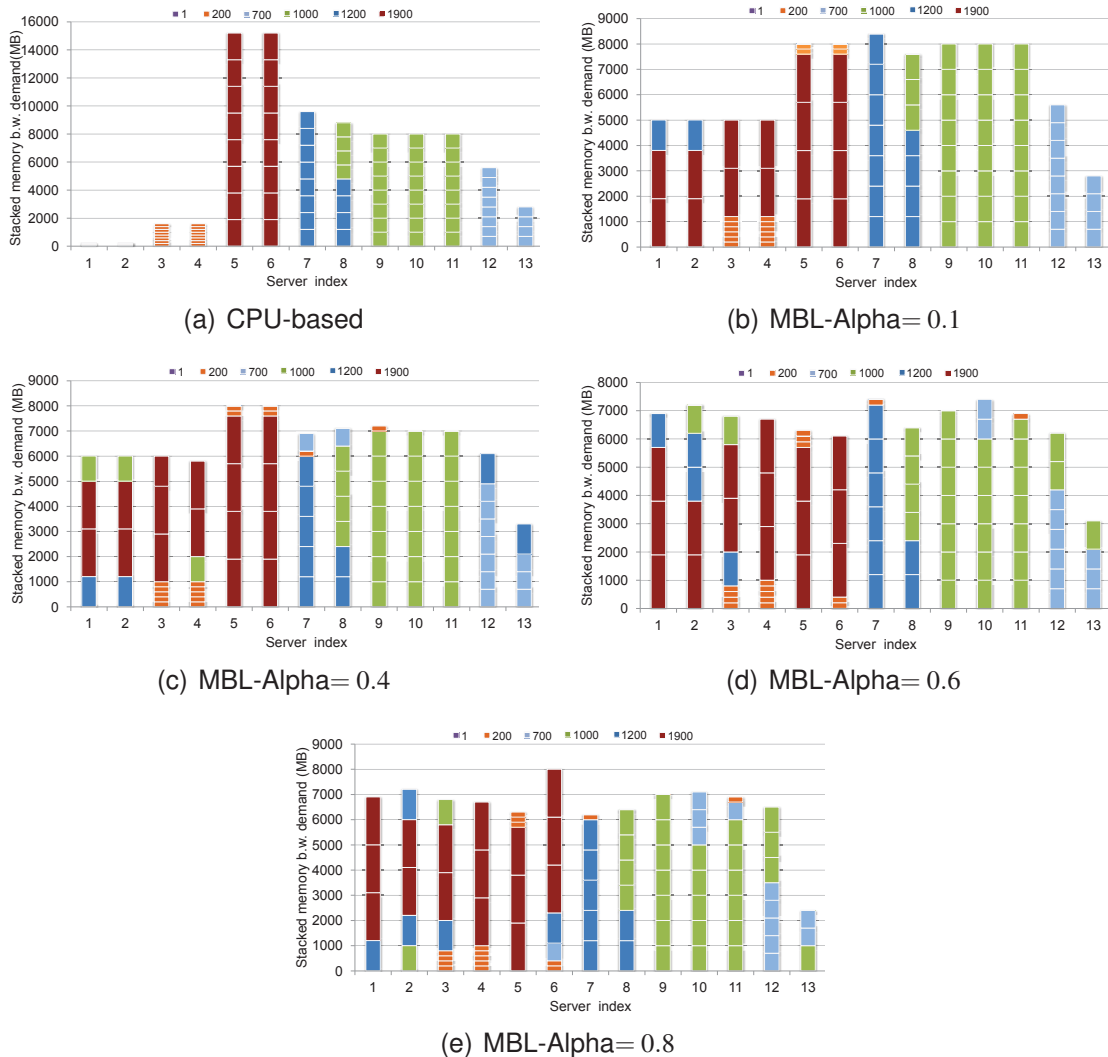 1 200 700 1000 1200 1900
16000
14000
12000
10000
8000
6000
4000
2000
0
Stacked memory b.w. demand(MB)
1 2 3 4 5 6 7 8 9 10 11 12 13
Server index
(a) CPU-based
1 200 700 1000 1200 1900
9000
8000
7000
6000
5000
4000
3000
2000
1000
0
Stacked memory b.w. demand (MB)
1 2 3 4 5 6 7 8 9 10 11 12 13
Server index
(b) MBL-Alpha= 0.1
1 200 700 1000 1200 1900
9000
8000
7000
6000
5000
4000
3000
2000
1000
0
Stacked memory b.w. demand (MB)
1 2 3 4 5 6 7 8 9 10 11 12 13
Server index
(c) MBL-Alpha= 0.4
1 200 700 1000 1200 1900
8000
7000
6000
5000
4000
3000
2000
1000
0
Stacked memory b.w. demand (MB)
1 2 3 4 5 6 7 8 9 10 11 12 13
Server index
(d) MBL-Alpha= 0.6
1 200 700 1000 1200 1900
9000
8000
7000
6000
5000
4000
3000
2000
1000
0
Stacked memory b.w. demand (MB)
1 2 3 4 5 6 7 8 9 10 11 12 13
Server index
(e) MBL-Alpha= 0.8